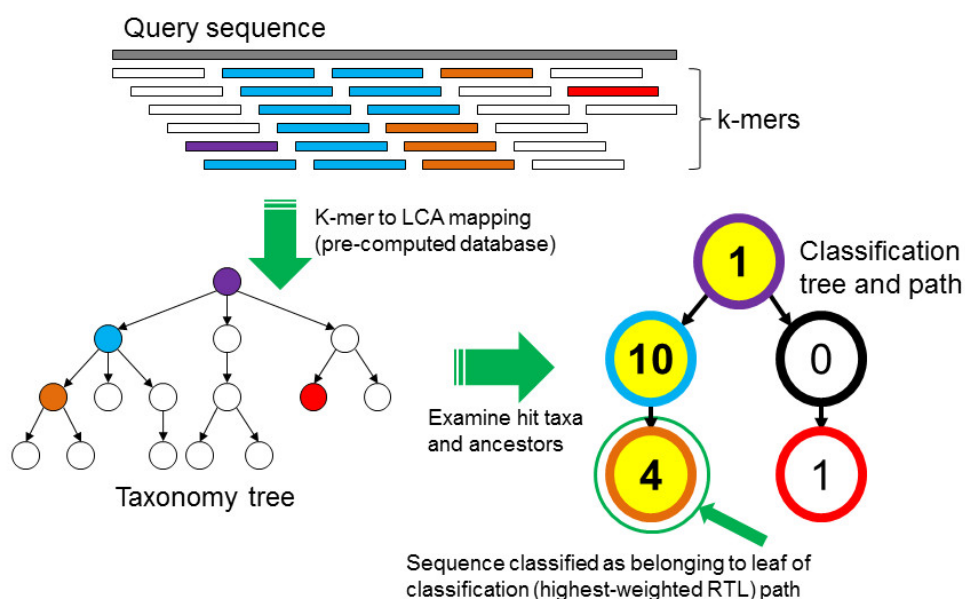 Query sequence
k-mers
K-mer to LCA mapping
(pre-computed database)
Classification
tree and path
1
10
0
Examine hit taxa
and ancestors
4
1
Taxonomy tree
Sequence classified as belonging to leaf of
classification (highest-weighted RTL) path